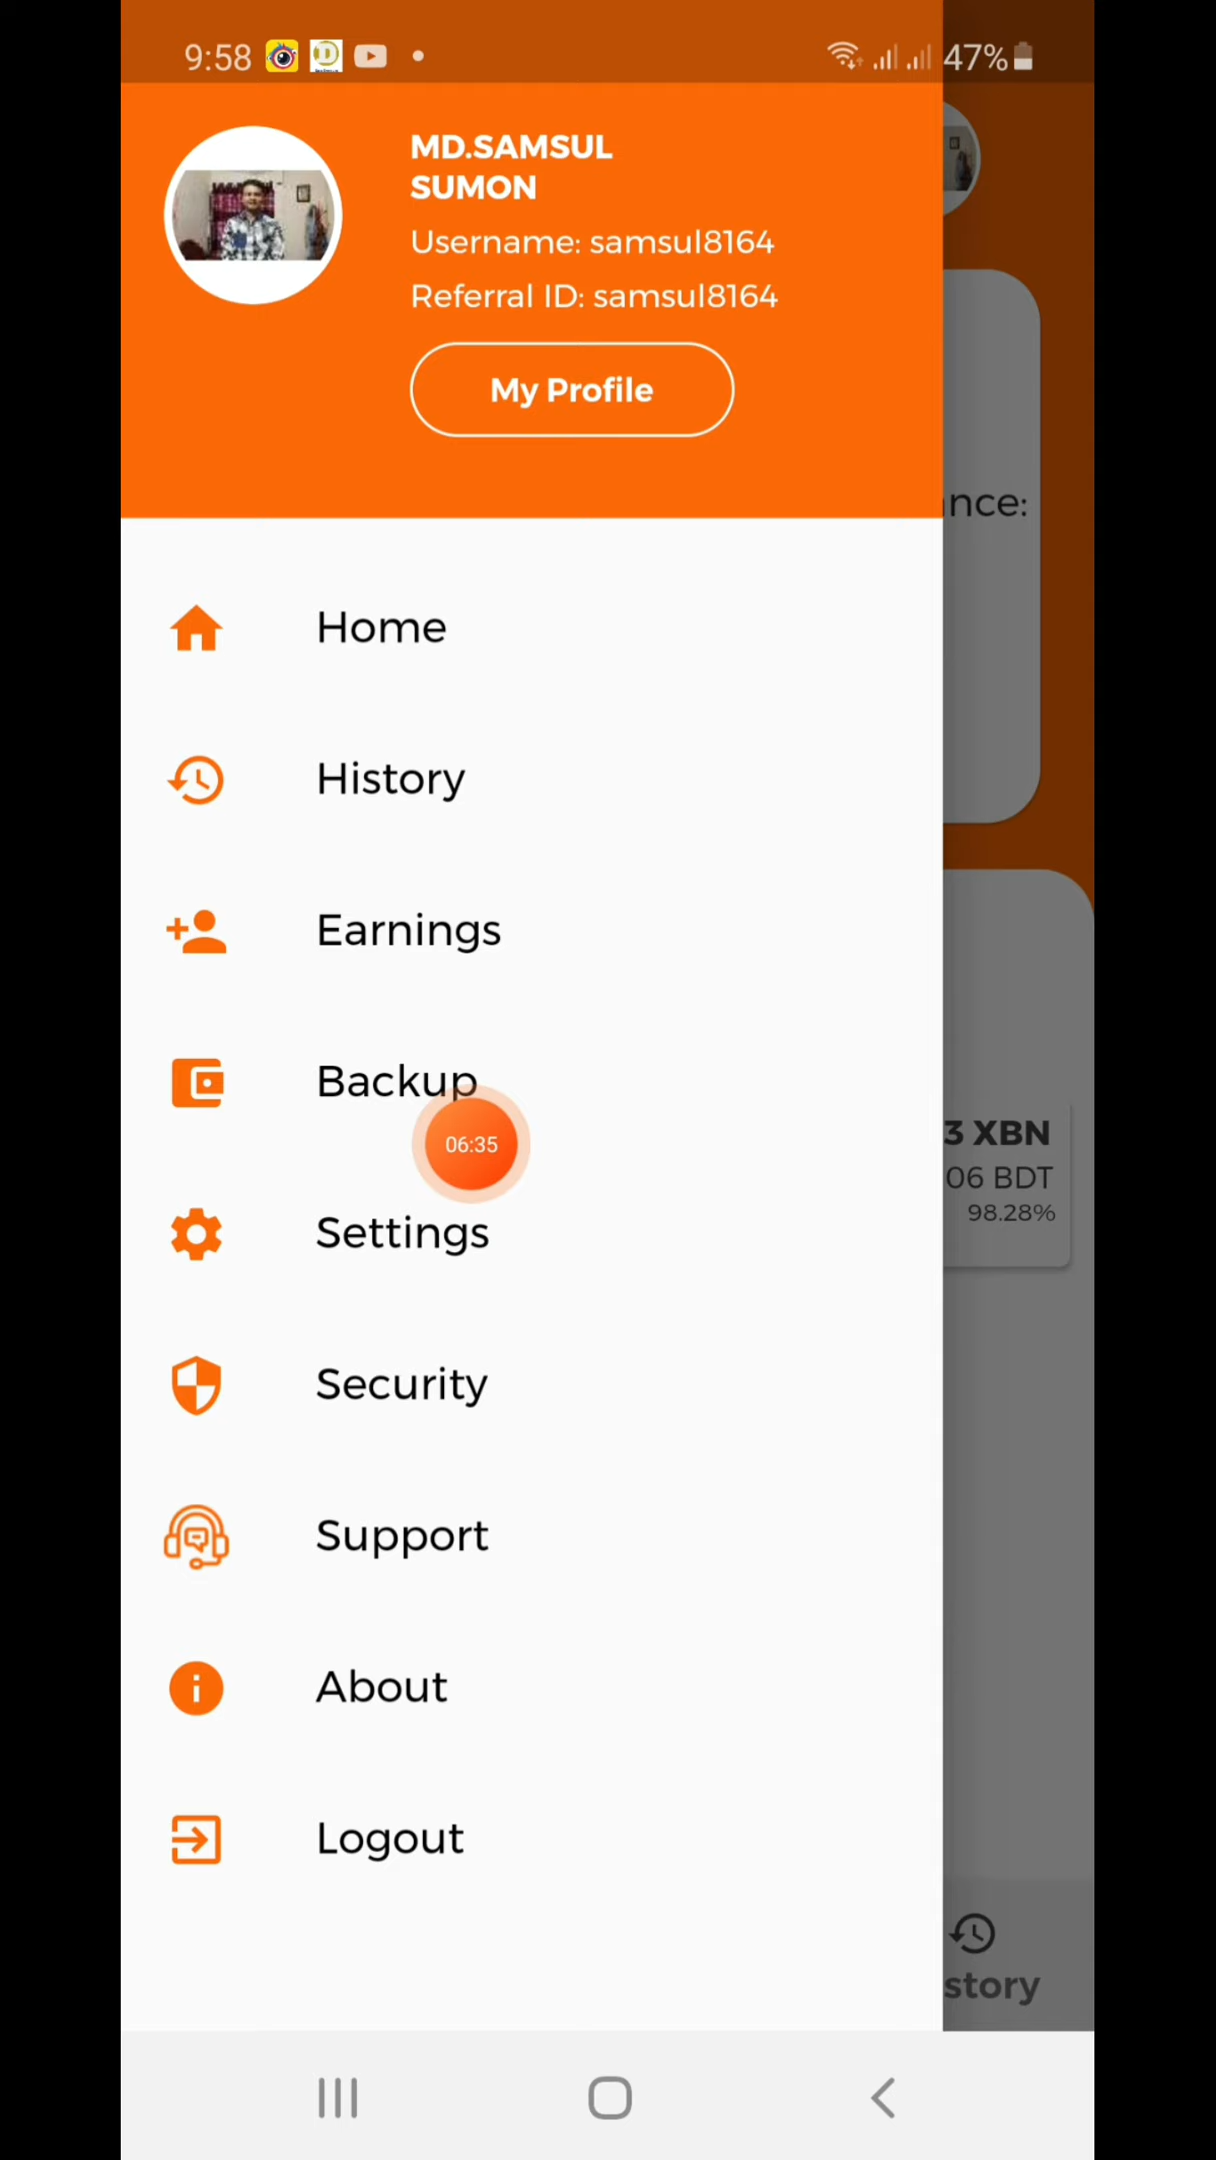 9:58
47%
MD.SAMSUL
SUMON
Username: samsul8164
Referral ID: samsul8164
My Profile
nce:
Home
History
Earnings
Backup
06:35
3 XBN
06 BDT
98.28%
Settings
Security
Support
About
Logout
story